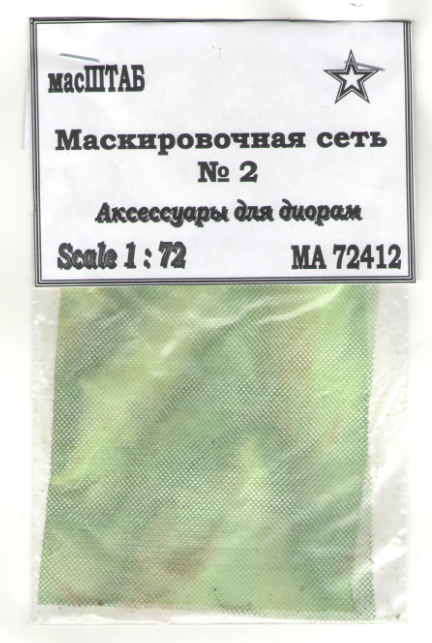 масШТАБ
Маскировочная сеть
№ 2
Аксессуары для диорам
Scale 1 : 72 MA 72412